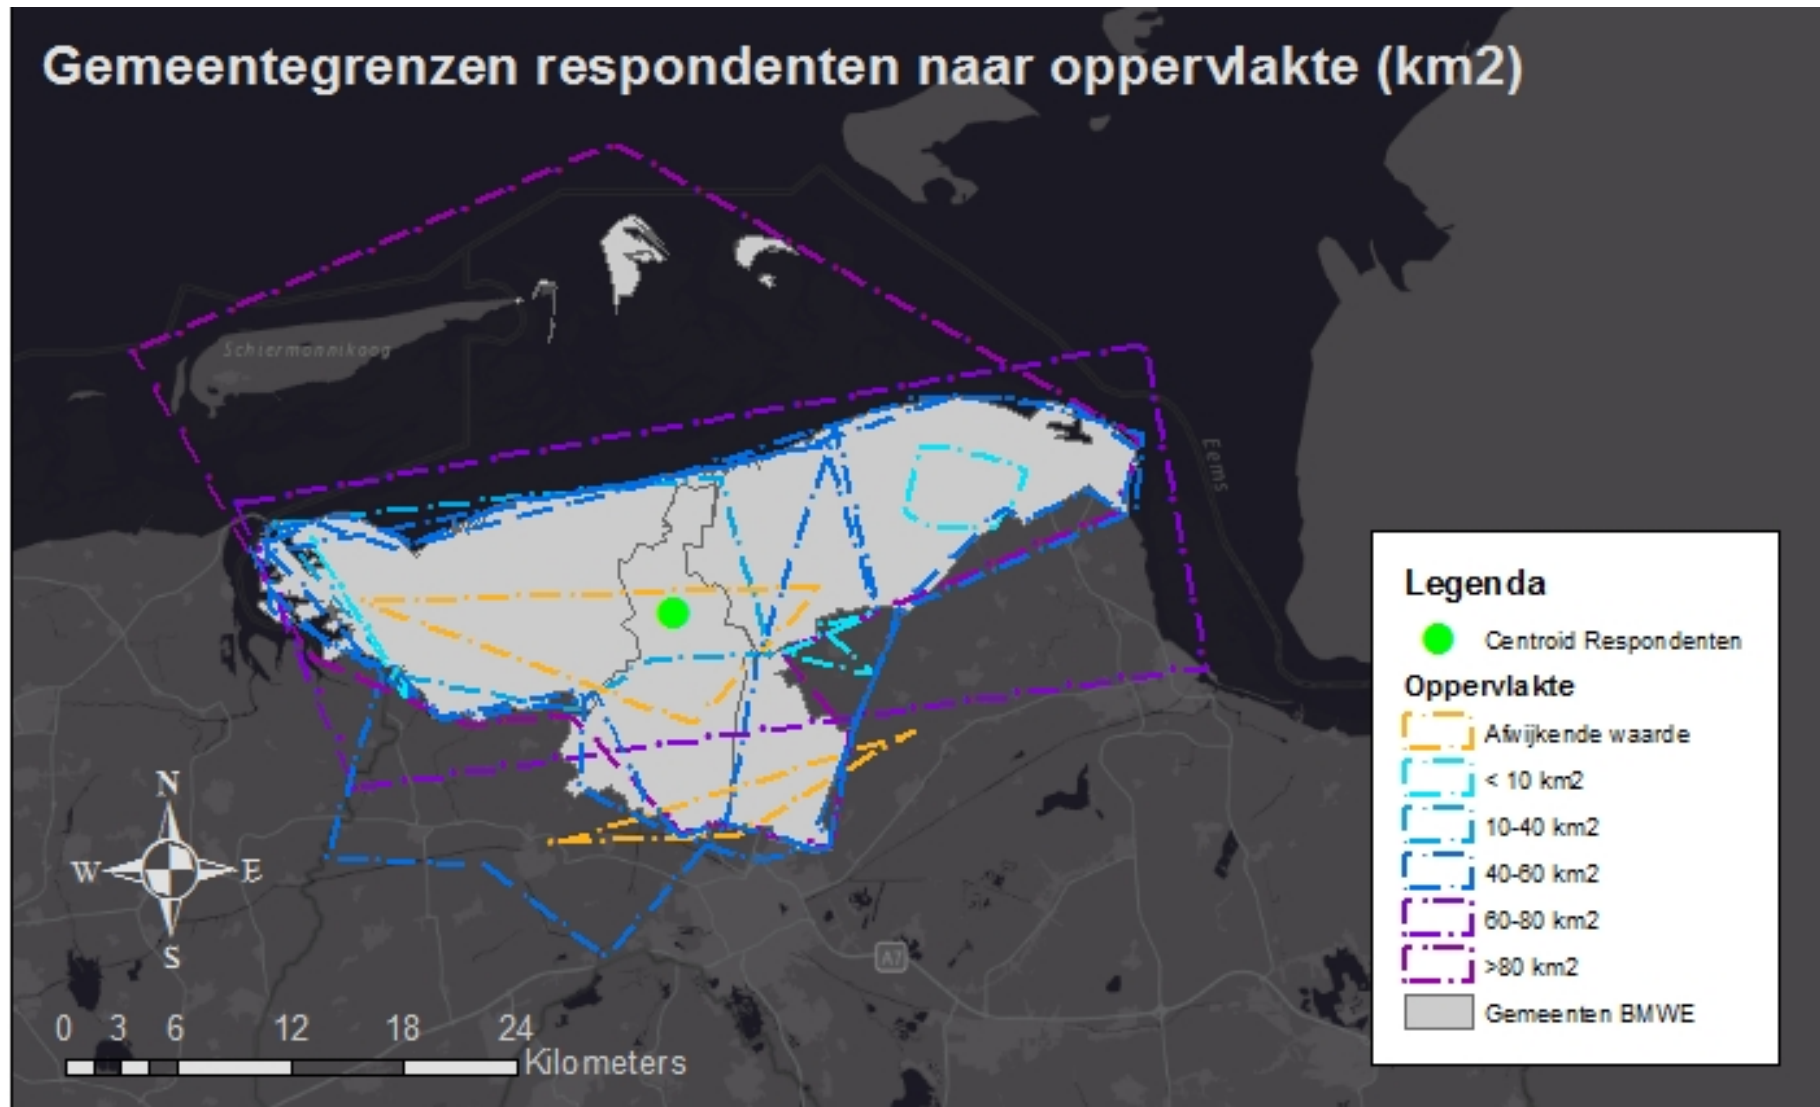 Gemeentegrenzen respondenten naar oppervlakte (km2)
Schiermonnikoog
Eems
Legenda
Centroid Respondenten
Oppervlakte
Afwijkende waarde
< 10 km2
10-40 km2
40-60 km2
60-80 km2
>80 km2
Gemeenten BMWE
N
W E
S
A7
0 3 6 12 18 24
Kilometers